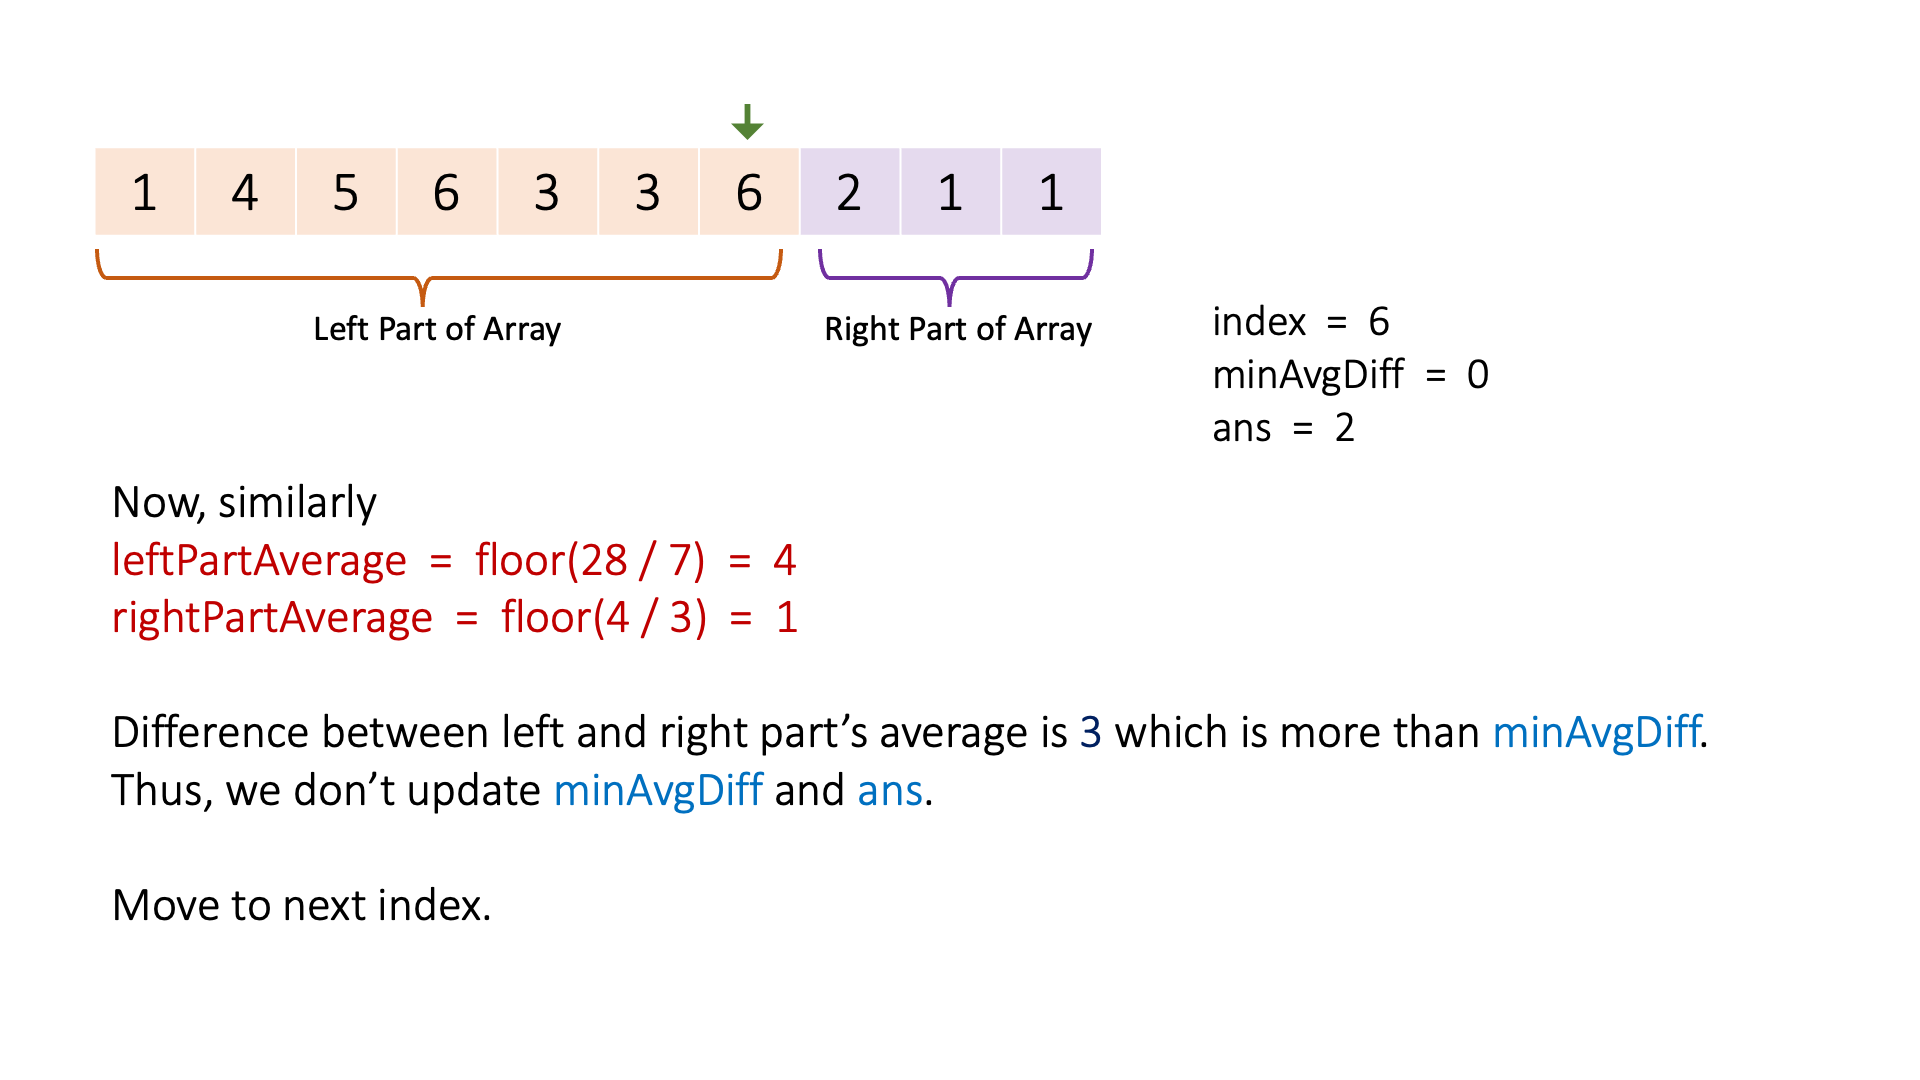 1 4 5 6 3 3 6 2 1 1
Left Part of Array
Right Part of Array
index = 6
minAvgDiff = 0
ans = 2
Now, similarly
leftPartAverage = floor(28 / 7) = 4
rightPartAverage = floor(4 / 3) = 1
Difference between left and right part’s average is 3 which is more than minAvgDiff.
Thus, we don’t update minAvgDiff and ans.
Move to next index.